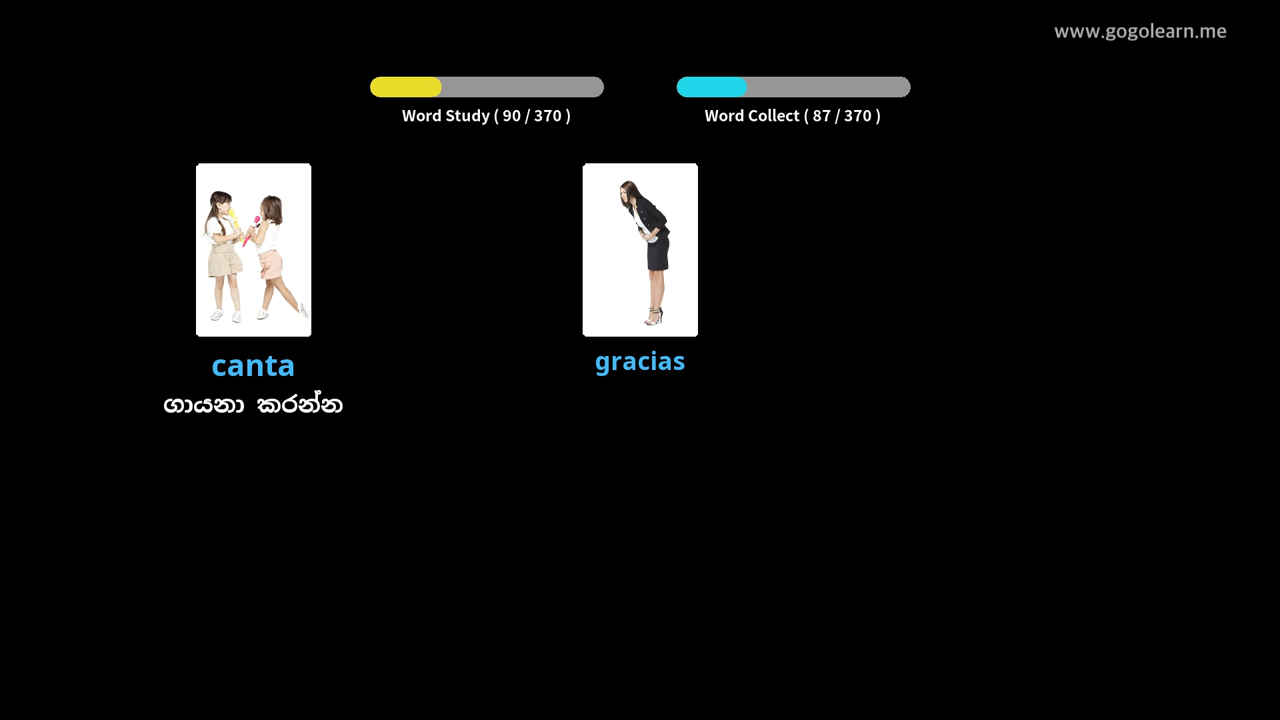 www.gogolearn.me
Word Study ( 90 / 370 )
Word Collect ( 87 / 370 )
canta
ගායනා කරන්න
gracias